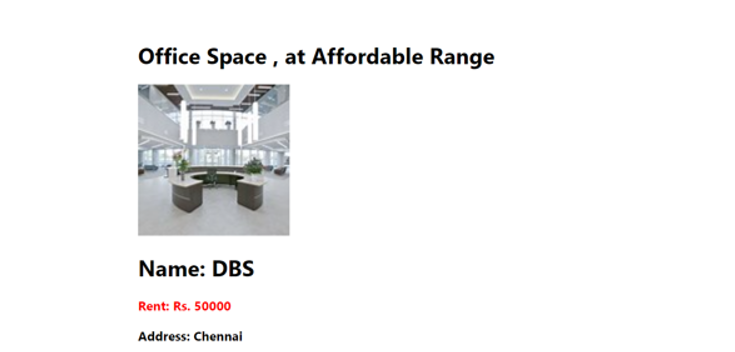 Office Space , at Affordable Range
Name: DBS
Rent: Rs. 50000
Address: Chennai